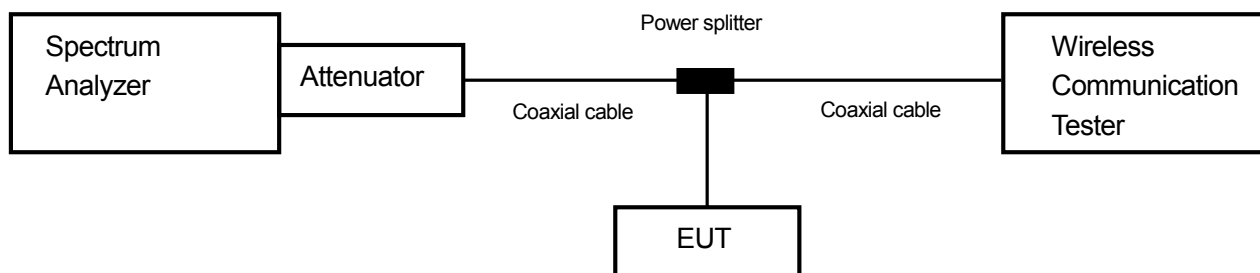 Power splitter
Spectrum
Analyzer
Attenuator
Wireless
Communication
Tester
Coaxial cable
Coaxial cable
EUT